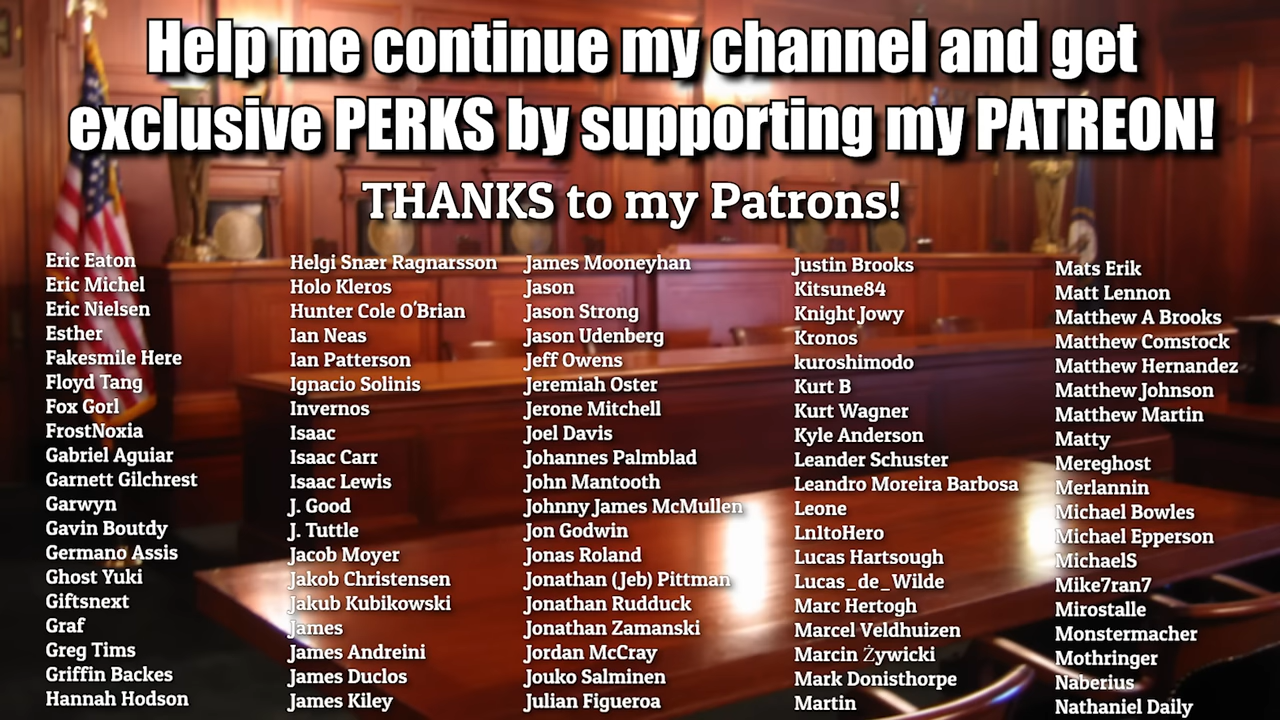 Help me continue my channel and get
exclusive PERKS by supporting my PATREON!
THANKS to my Patrons!
Eric Eaton
Eric Michel
Eric Nielsen
Esther
Fakesmile Here
Floyd Tang
Fox Gorl
FrostNoxia
Gabriel Aguiar
Garnett Gilchrest
Garwyn
Gavin Boutdy
Germano Assis
Ghost Yuki
Giftsnext
Graf
Greg Tims
Griffin Backes
Hannah Hodson
Helgi Snær Ragnarsson
Holo Kleros
Hunter Cole O'Brian
Ian Neas
Ian Patterson
Ignacio Solinis
Invernos
Isaac
Isaac Carr
Isaac Lewis
J. Good
J. Tuttle
Jacob Moyer
Jakob Christensen
Jakub Kubikowski
James
James Andreini
James Duclos
James Kiley
James Mooneyhan
Jason
Jason Strong
Jason Udenberg
Jeff Owens
Jeremiah Oster
Jerone Mitchell
Joel Davis
Johannes Palmblad
John Mantooth
Johnny James McMullen
Jon Godwin
Jonas Roland
Jonathan (Jeb) Pittman
Jonathan Rudduck
Jonathan Zamanski
Jordan McCray
Jouko Salminen
Julian Figueroa
Justin Brooks
Kitsune84
Knight Jowy
Kronos
kuroshimodo
Kurt B
Kurt Wagner
Kyle Anderson
Leander Schuster
Leandro Moreira Barbosa
Leone
Ln1toHero
Lucas Hartsough
Lucas_de_Wilde
Marc Hertogh
Marcel Veldhuizen
Marcin Żywicki
Mark Donisthorpe
Martin
Mats Erik
Matt Lennon
Matthew A Brooks
Matthew Comstock
Matthew Hernandez
Matthew Johnson
Matthew Martin
Matty
Mereghost
Merlannin
Michael Bowles
Michael Epperson
MichaelS
Mike7ran7
Mirostalle
Monstermacher
Mothringer
Naberius
Nathaniel Daily